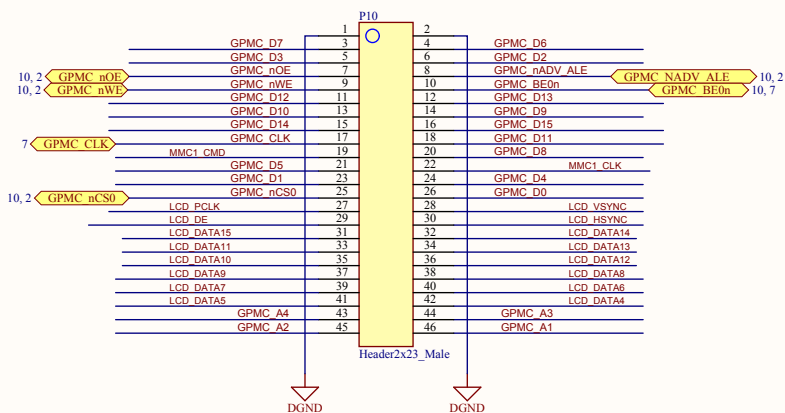 P10
1 2
GPMC_D7 3 4 GPMC_D6
GPMC_D3 5 6 GPMC_D2
10, 2 GPMC_nOE GPMC_nOE 7 8 GPMC_nADV_ALE GPMC_NADV_ALE 10, 2
10, 2 GPMC_nWE GPMC_nWE 9 10 GPMC_BE0n GPMC_BE0n 10, 7
GPMC_D12 11 12 GPMC_D13
GPMC_D10 13 14 GPMC_D9
GPMC_D14 15 16 GPMC_D15
7 GPMC_CLK GPMC_CLK 17 18 GPMC_D11
MMC1_CMD 19 20 GPMC_D8
GPMC_D5 21 22 MMC1_CLK
GPMC_D1 23 24 GPMC_D4
10, 2 GPMC_nCS0 GPMC_nCS0 25 26 GPMC_D0
LCD_PCLK 27 28 LCD_VSYNC
LCD_DE 29 30 LCD_HSYNC
LCD_DATA15 31 32 LCD_DATA14
LCD_DATA11 33 34 LCD_DATA13
LCD_DATA10 35 36 LCD_DATA12
LCD_DATA9 37 38 LCD_DATA8
LCD_DATA7 39 40 LCD_DATA6
LCD_DATA5 41 42 LCD_DATA4
GPMC_A4 43 44 GPMC_A3
GPMC_A2 45 46 GPMC_A1
Header2x23_Male
DGND DGND